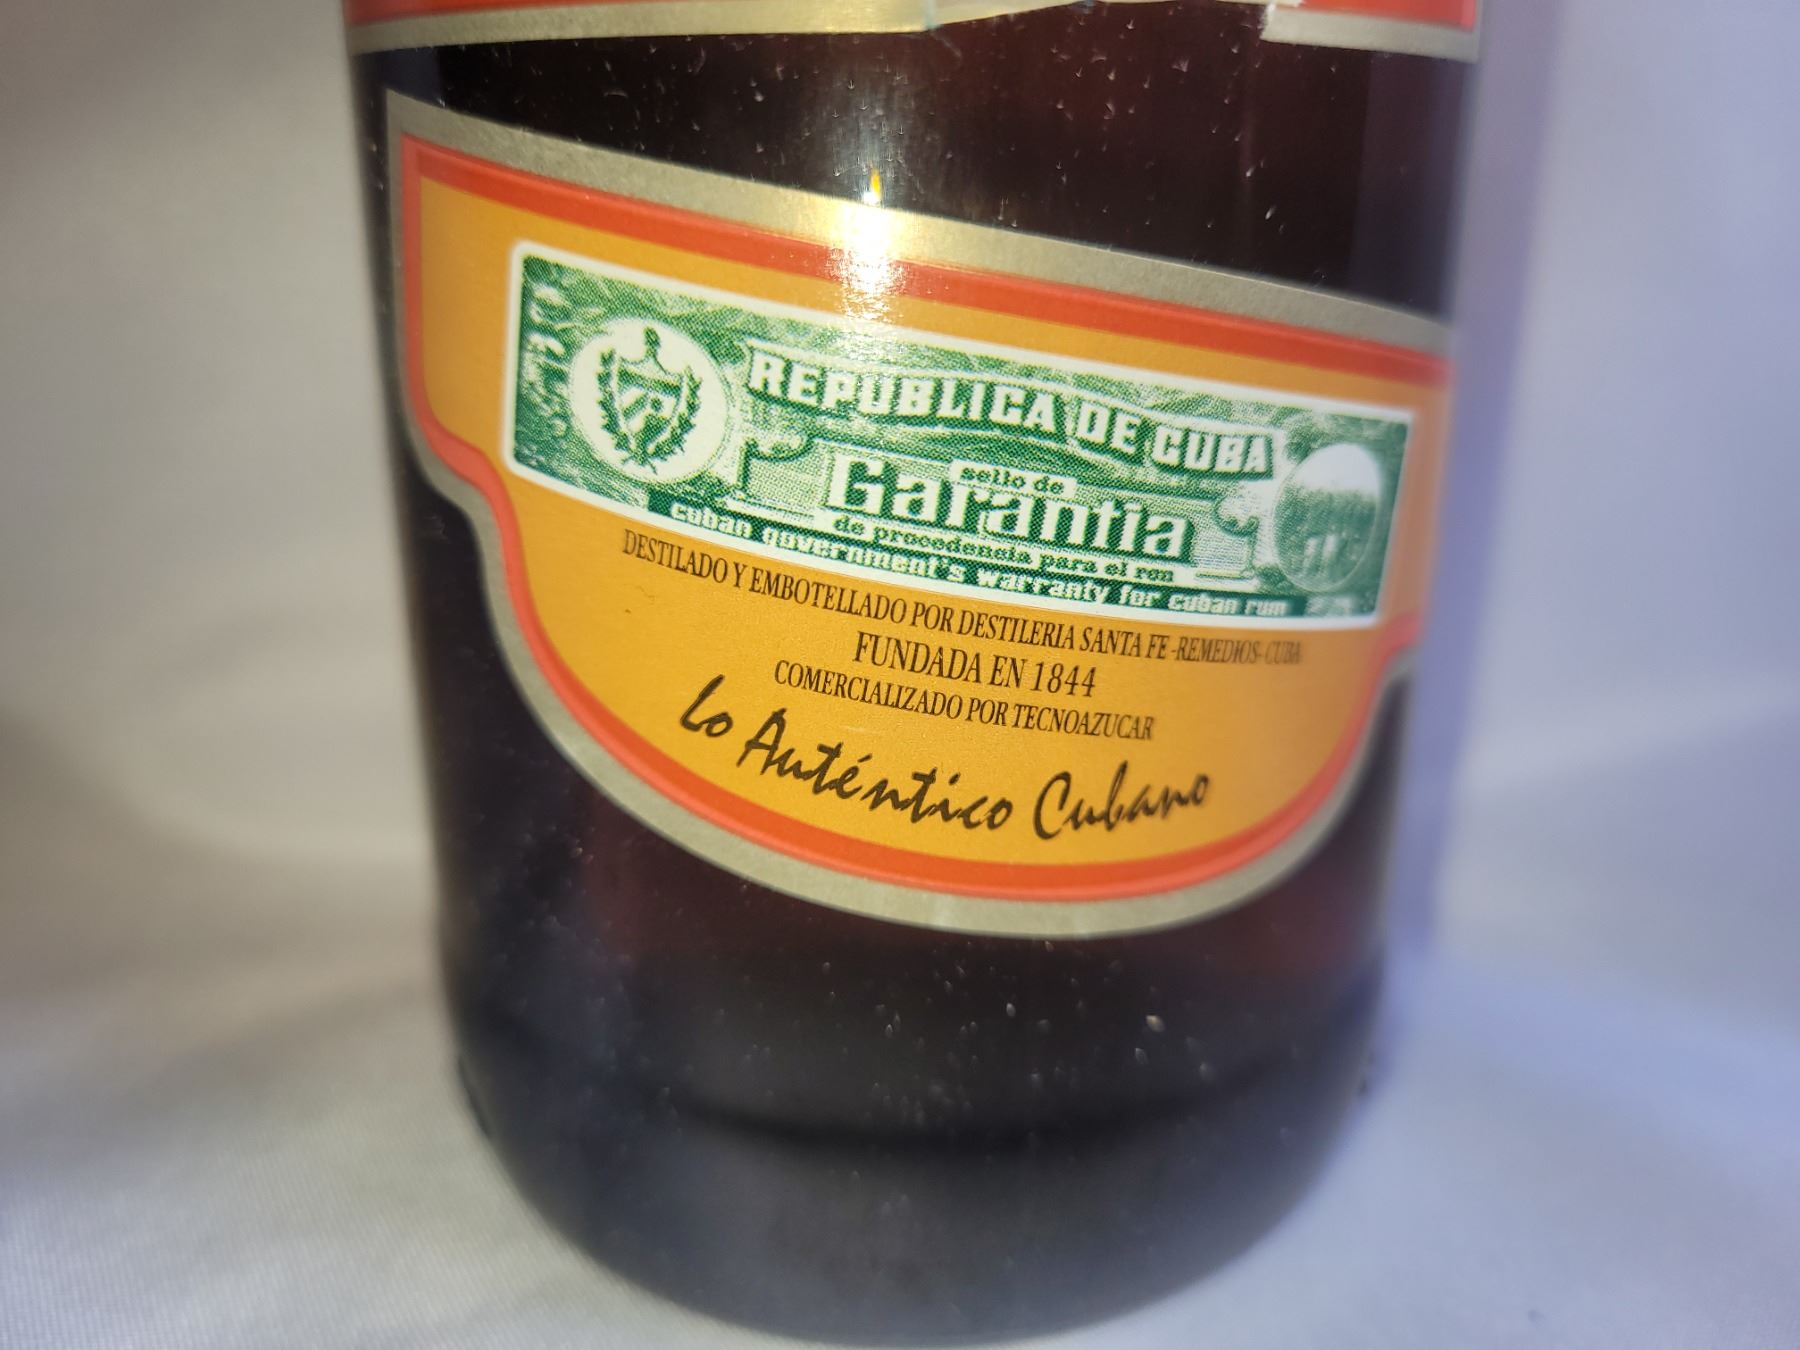 REPUBLICA DE CUBA
sello de
Garantia
de procedencia para el ron
cuban government's warranty for cuban rum
DESTILADO Y EMBOTELLADO POR DESTILERIA SANTA FE -REMEDIOS- CUBA
FUNDADA EN 1844
COMERCIALIZADO POR TECNOAZUCAR
Lo Auténtico Cubano